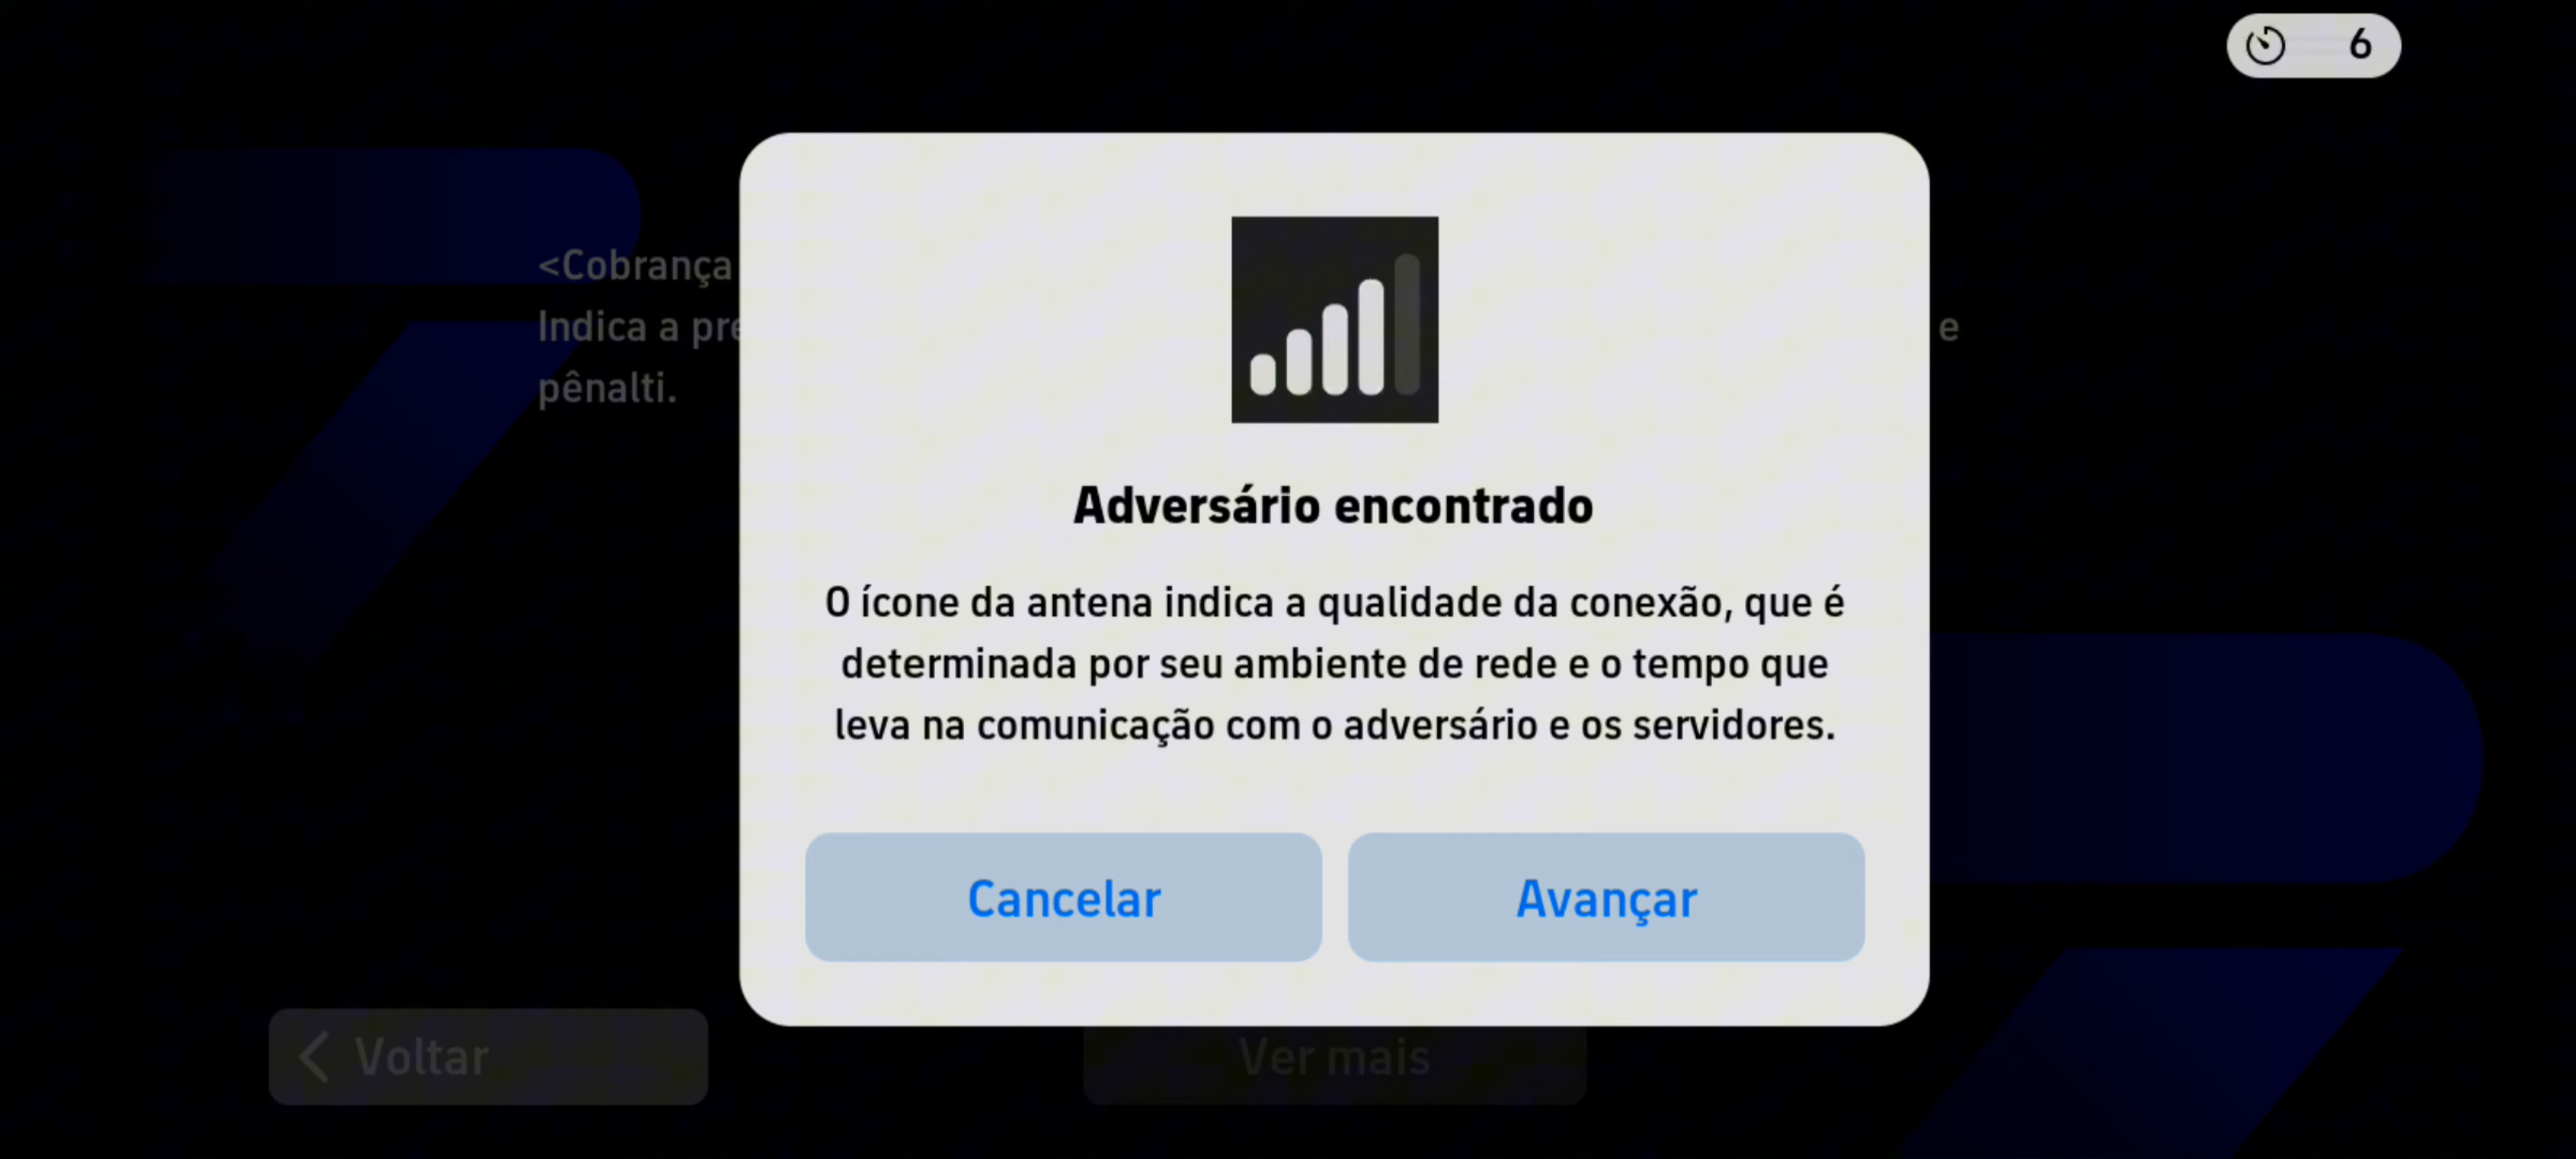 6
<Cobrança
Indica a pre
e
pênalti.
Adversário encontrado
O ícone da antena indica a qualidade da conexão, que é
determinada por seu ambiente de rede e o tempo que
leva na comunicação com o adversário e os servidores.
Cancelar
Avançar
Voltar
Ver mais